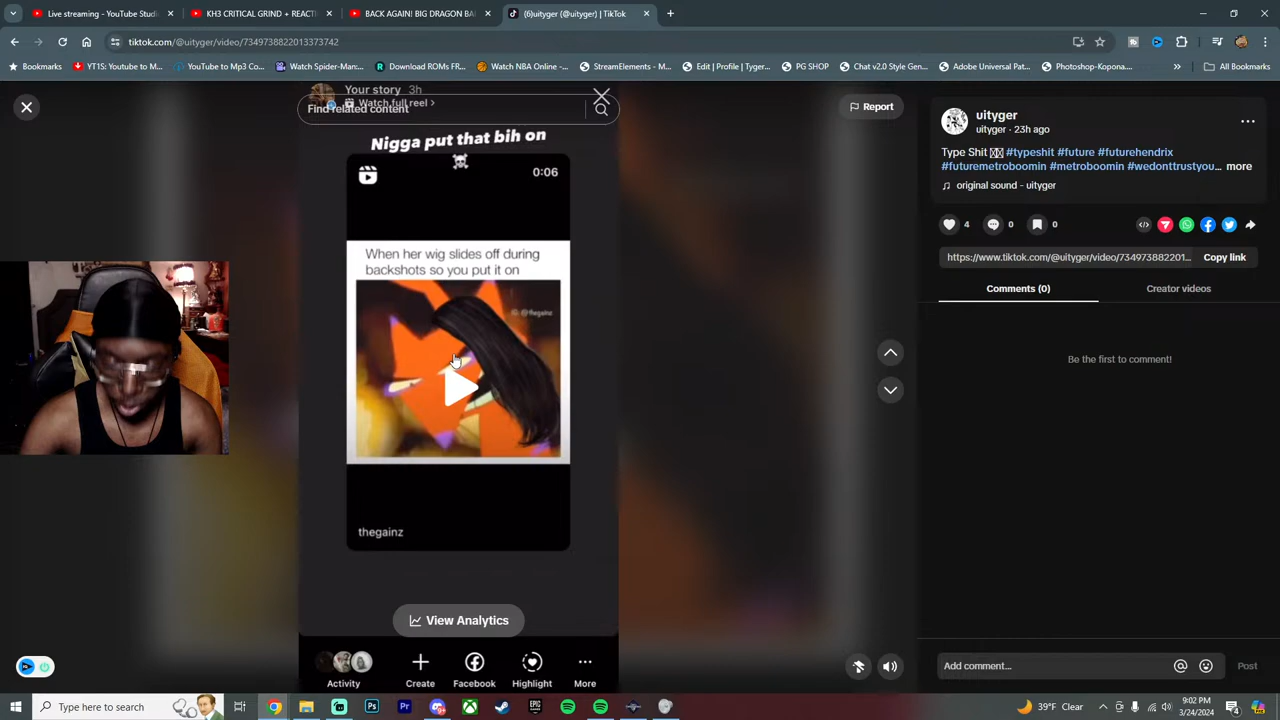 Live streaming - YouTube Studi
KH3 CRITICAL GRIND + REACTI
BACK AGAIN! BIG DRAGON BA
(6)uityger (@uityger) | TikTok
tiktok.com/@uityger/video/7349738822013373742
Bookmarks
YT1S: Youtube to M...
YouTube to Mp3 Co...
Watch Spider-Man:...
Download ROMs Fr...
Watch NBA Online -...
StreamElements - M...
Edit | Profile | Tyger...
PG SHOP
Chat v2.0 Style Gen...
Adobe Universal Pat...
Photoshop-Kopona...
All Bookmarks
Your story 3h
Watch full reel >
Find related content
Nigga put that bih on
0:06
When her wig slides off during
backshots so you put it on
IG: @thegainz
thegainz
View Analytics
Activity
Create
Facebook
Highlight
More
Report
uityger
uityger · 23h ago
Type Shit #typeshit #future #futurehendrix
#futuremetroboomin #metroboomin #wedonttrustyou... more
original sound - uityger
4
0
0
https://www.tiktok.com/@uityger/video/734973882201...
Copy link
Comments (0)
Creator videos
Be the first to comment!
Add comment...
Post
Type here to search
39°F Clear
9:02 PM
3/24/2024